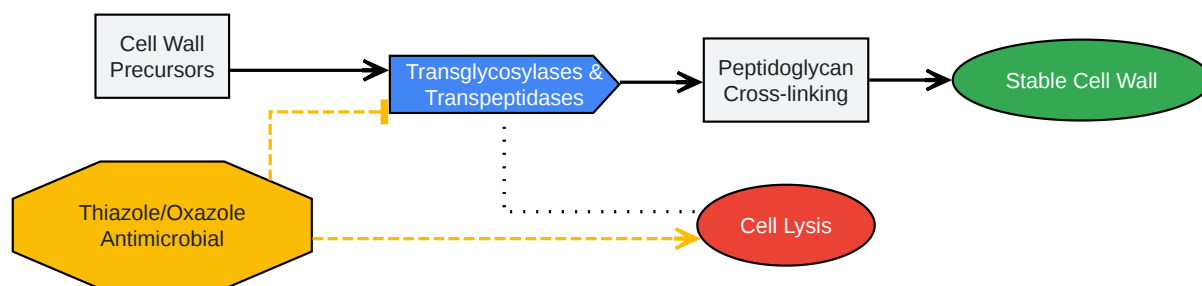 Cell Wall
Precursors
Transglycosylases &
Transpeptidases
Peptidoglycan
Cross-linking
Stable Cell Wall
Thiazole/Oxazole
Antimicrobial
Cell Lysis